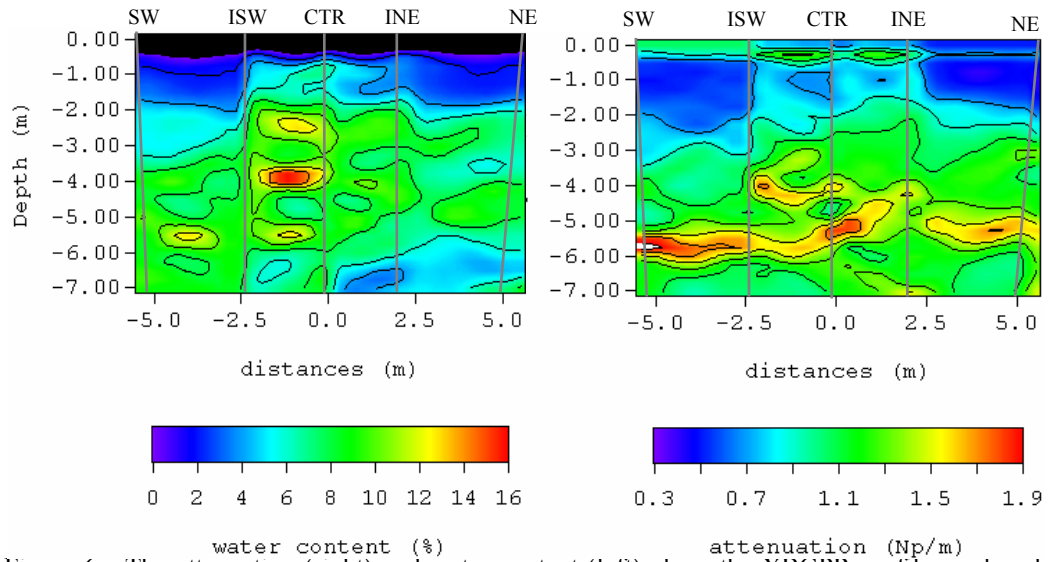 SW ISW CTR INE NE
0.00
-1.00
-2.00
-3.00
-4.00
-5.00
-6.00
-7.00
Depth (m)
-5.0 -2.5 0.0 2.5 5.0
distances (m)
0 2 4 6 8 10 12 14 16
water content (%)
SW ISW CTR INE NE
0.00
-1.00
-2.00
-3.00
-4.00
-5.00
-6.00
-7.00
-5.0 -2.5 0.0 2.5 5.0
distances (m)
0.3 0.7 1.1 1.5 1.9
attenuation (Np/m)